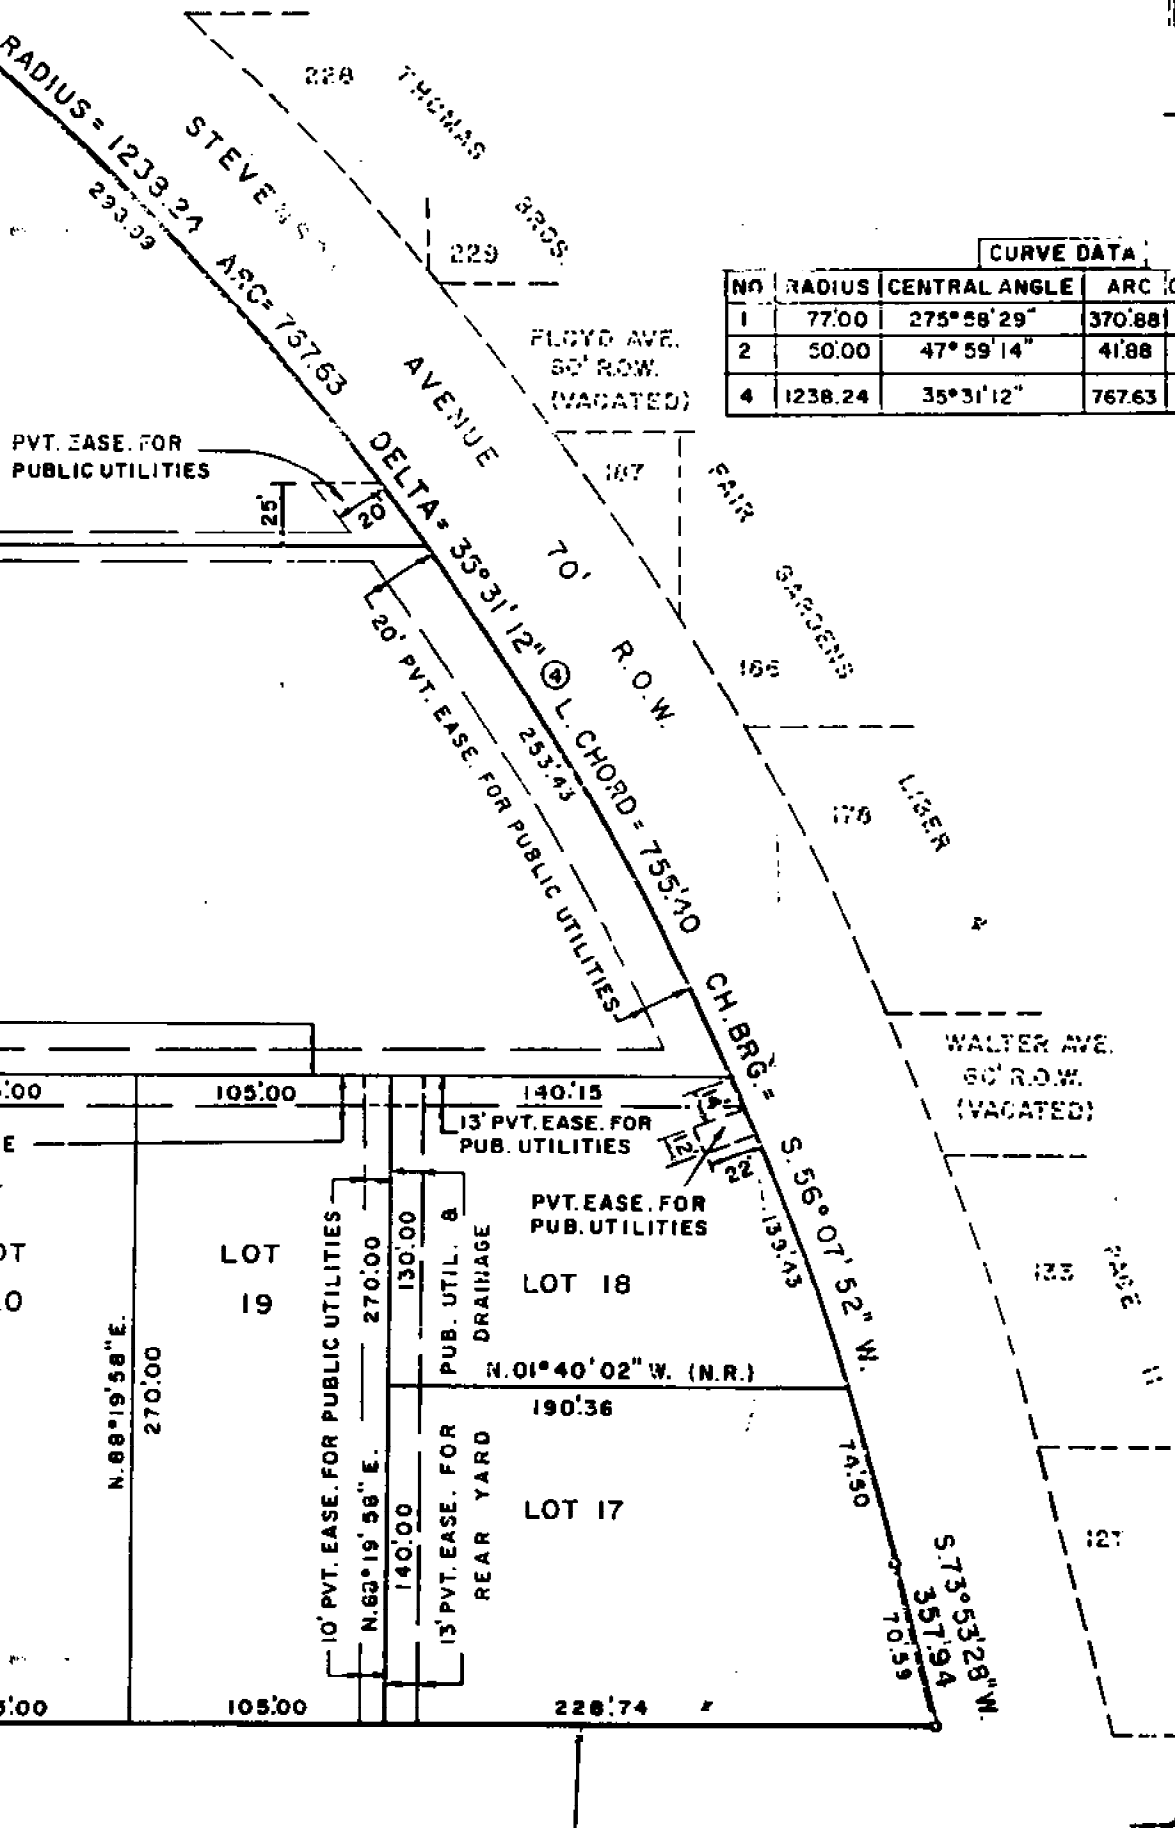 228
THOMAS
BROS.
229
RADIUS = 1238.24
293.09
ARC = 767.63
AVENUE
70'
R.O.W.
FLOYD AVE.
60' R.O.W.
(VACATED)
CURVE DATA
NO RADIUS CENTRAL ANGLE ARC
1 77.00 275°58'29" 370.88
2 50.00 47°59'14" 41.88
4 1238.24 35°31'12" 767.63
PVT. EASE. FOR
PUBLIC UTILITIES
25'
20'
DELTA = 35°31'12"
4
187
FAIR
GARDENS
186
20' PVT. EASE. FOR PUBLIC UTILITIES
253.43
L. CHORD = 755.40
178
LIBER
CH. BRG. = S. 56°07'52" W.
WALTER AVE.
60' R.O.W.
(VACATED)
105.00
140.15
13' PVT. EASE. FOR
PUB. UTILITIES
E
14'
12'
22'
PVT. EASE. FOR
PUB. UTILITIES
139.43
133
PAGE
LOT
19
LOT 18
N. 88°19'58" E.
270.00
10' PVT. EASE. FOR PUBLIC UTILITIES
270.00
N. 88°19'58" E.
130.00
140.00
13' PVT. EASE. FOR PUB. UTIL. &
REAR YARD DRAINAGE
N. 01°40'02" W. (N.R.)
190.36
LOT 17
74.50
70.59
S. 73°53'28" W.
357.94
105.00
228.74